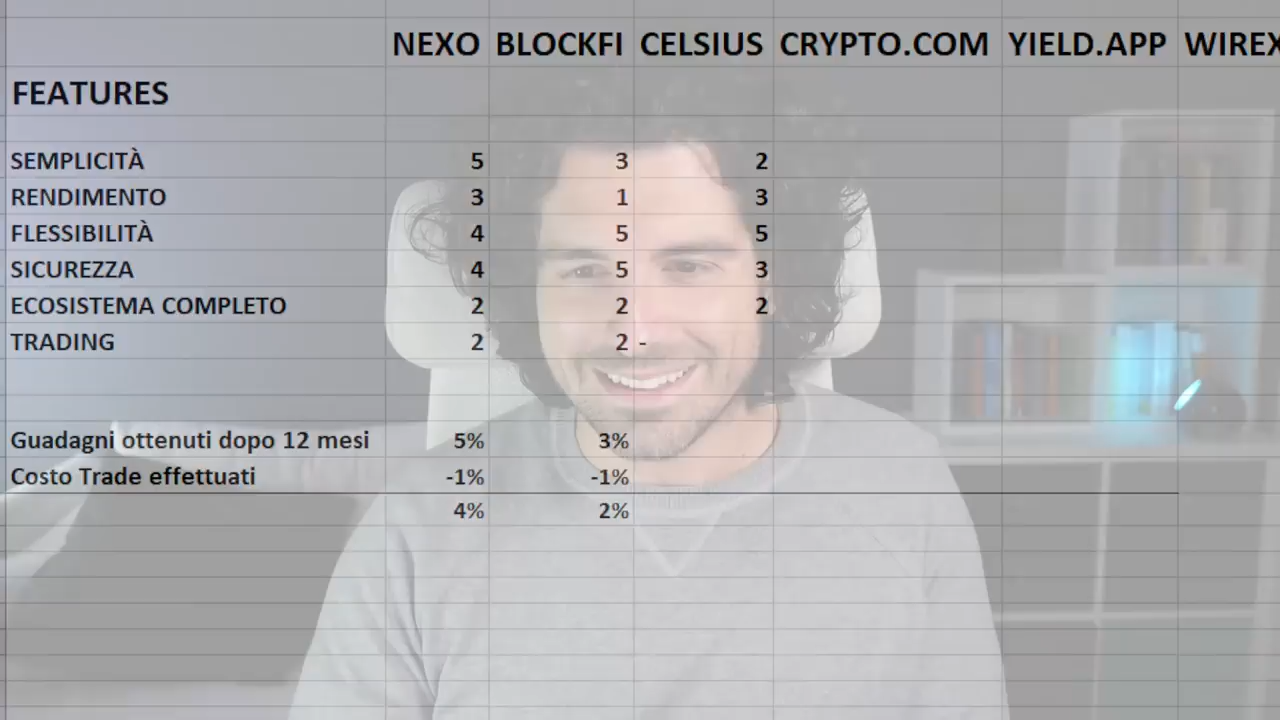 NEXO BLOCKFI CELSIUS CRYPTO.COM YIELD.APP WIREX
FEATURES
SEMPLICITÀ 5 3 2
RENDIMENTO 3 1 3
FLESSIBILITÀ 4 5 5
SICUREZZA 4 5 3
ECOSISTEMA COMPLETO 2 2 2
TRADING 2 2 -
Guadagni ottenuti dopo 12 mesi 5% 3%
Costo Trade effettuati -1% -1%
4% 2%